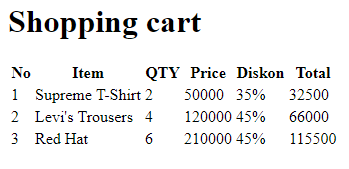 Shopping cart
No Item QTY Price Diskon Total
1 Supreme T-Shirt 2 50000 35% 32500
2 Levi's Trousers 4 120000 45% 66000
3 Red Hat 6 210000 45% 115500